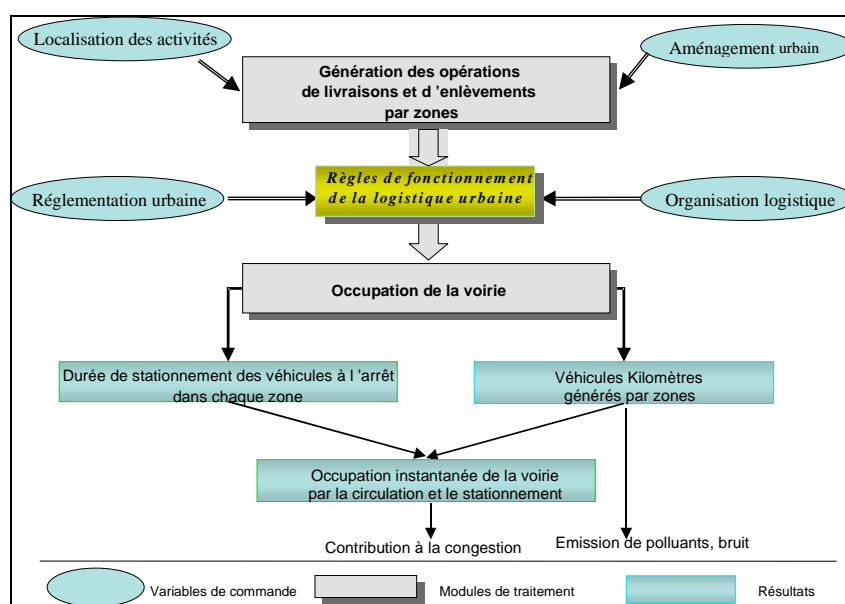 Localisation des activités
Aménagement urbain
Génération des opérations
de livraisons et d 'enlèvements
par zones
Règles de fonctionnement
de la logistique urbaine
Réglementation urbaine
Organisation logistique
Occupation de la voirie
Durée de stationnement des véhicules à l 'arrêt
dans chaque zone
Véhicules Kilomètres
générés par zones
Occupation instantanée de la voirie
par la circulation et le stationnement
Contribution à la congestion
Emission de polluants, bruit
Variables de commande
Modules de traitement
Résultats